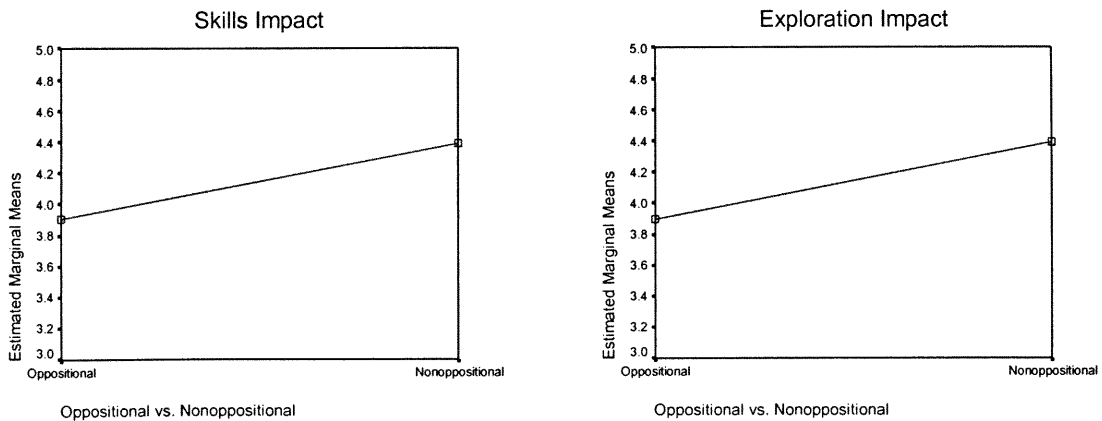 Skills Impact
5.0
4.8
4.6
4.4
4.2
4.0
3.8
3.6
3.4
3.2
3.0
Estimated Marginal Means
Oppositional
Nonoppositional
Oppositional vs. Nonoppositional
Exploration Impact
5.0
4.8
4.6
4.4
4.2
4.0
3.8
3.6
3.4
3.2
3.0
Estimated Marginal Means
Oppositional
Nonoppositional
Oppositional vs. Nonoppositional